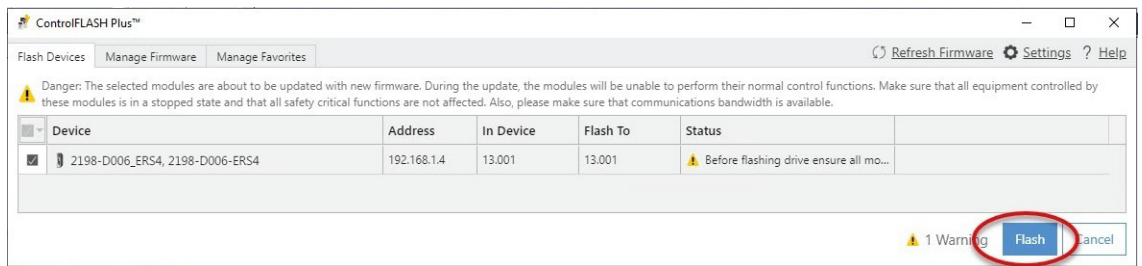 ControlFLASH Plus™
Flash Devices Manage Firmware Manage Favorites Refresh Firmware Settings ? Help
Danger: The selected modules are about to be updated with new firmware. During the update, the modules will be unable to perform their normal control functions. Make sure that all equipment controlled by
these modules is in a stopped state and that all safety critical functions are not affected. Also, please make sure that communications bandwidth is available.
Device Address In Device Flash To Status
2198-D006_ERS4, 2198-D006-ERS4 192.168.1.4 13.001 13.001 Before flashing drive ensure all mo...
1 Warning Flash Cancel